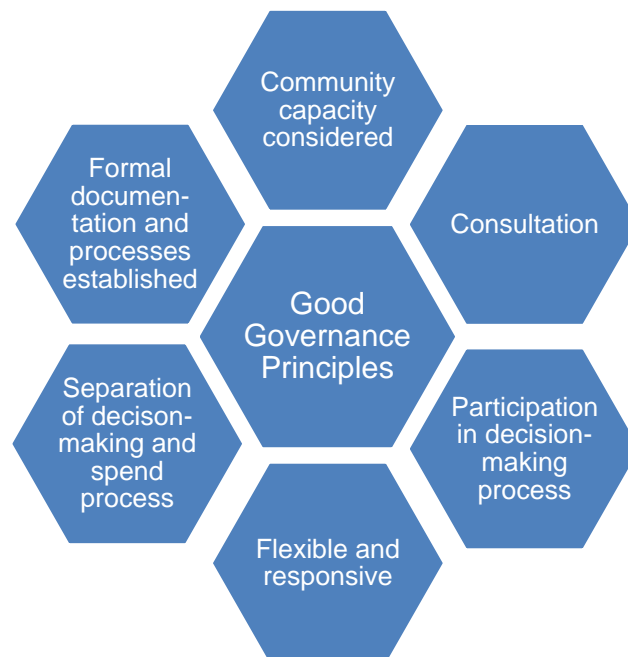 Community
capacity
considered
Formal
documen-
tation and
processes
established
Consultation
Good
Governance
Principles
Separation
of decison-
making and
spend
process
Participation
in decision-
making
process
Flexible and
responsive